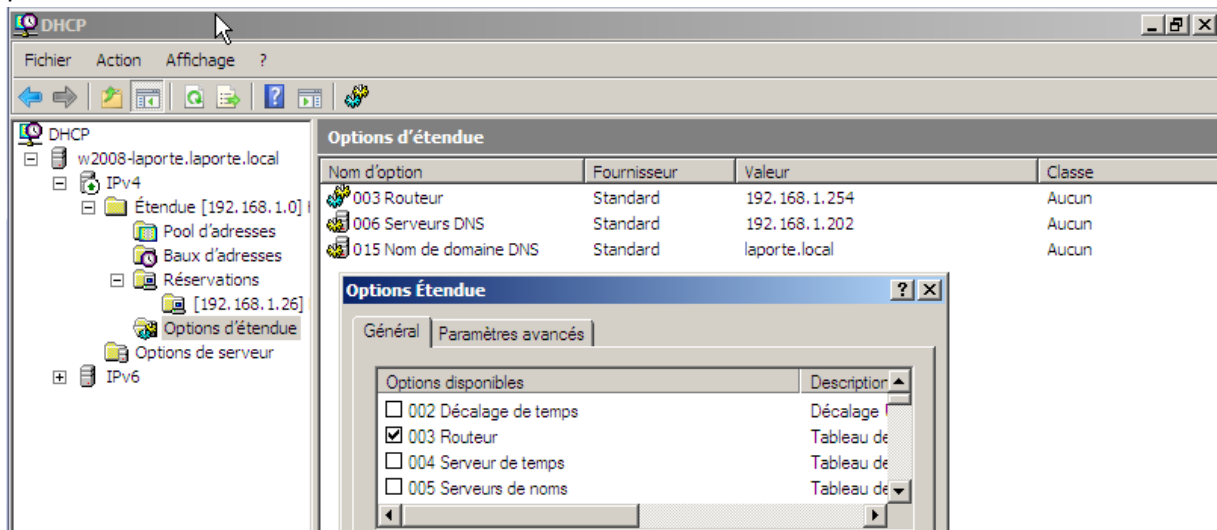 DHCP
Fichier Action Affichage ?
DHCP
w2008-laporte.laporte.local
IPv4
Étendue [192.168.1.0]
Pool d'adresses
Baux d'adresses
Réservations
[192.168.1.26]
Options d'étendue
Options de serveur
IPv6
Options d'étendue
Nom d'option Fournisseur Valeur Classe
003 Routeur Standard 192.168.1.254 Aucun
006 Serveurs DNS Standard 192.168.1.202 Aucun
015 Nom de domaine DNS Standard laporte.local Aucun
Options Étendue
Général Paramètres avancés
Options disponibles Description
002 Décalage de temps Décalage
003 Routeur Tableau de
004 Serveur de temps Tableau de
005 Serveurs de noms Tableau de